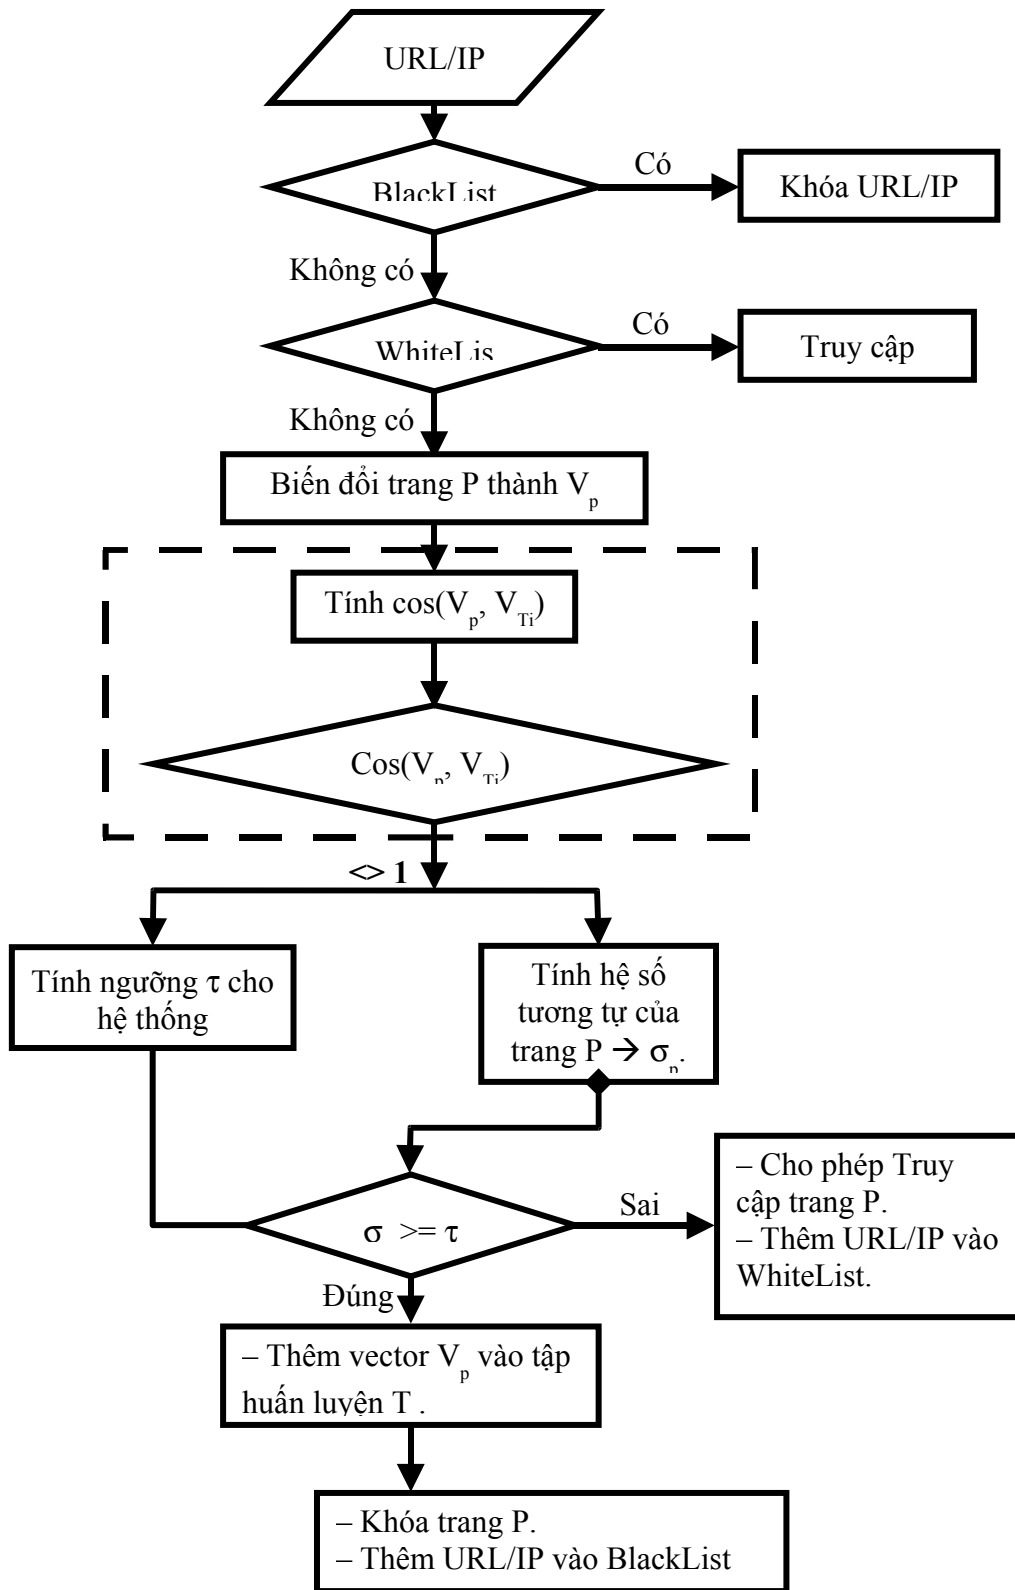 URL/IP
BlackList
Có
Khóa URL/IP
Không có
WhiteLis
Có
Truy cập
Không có
Biến đổi trang P thành Vp
Tính cos(Vp, VTi)
Cos(Vp, VTi)
<> 1
Tính ngưỡng τ cho
hệ thống
Tính hệ số
tương tự của
trang P → σp.
σ >= τ
Sai
– Cho phép Truy
cập trang P.
– Thêm URL/IP vào
WhiteList.
Đúng
– Thêm vector Vp vào tập
huấn luyện T .
– Khóa trang P.
– Thêm URL/IP vào BlackList